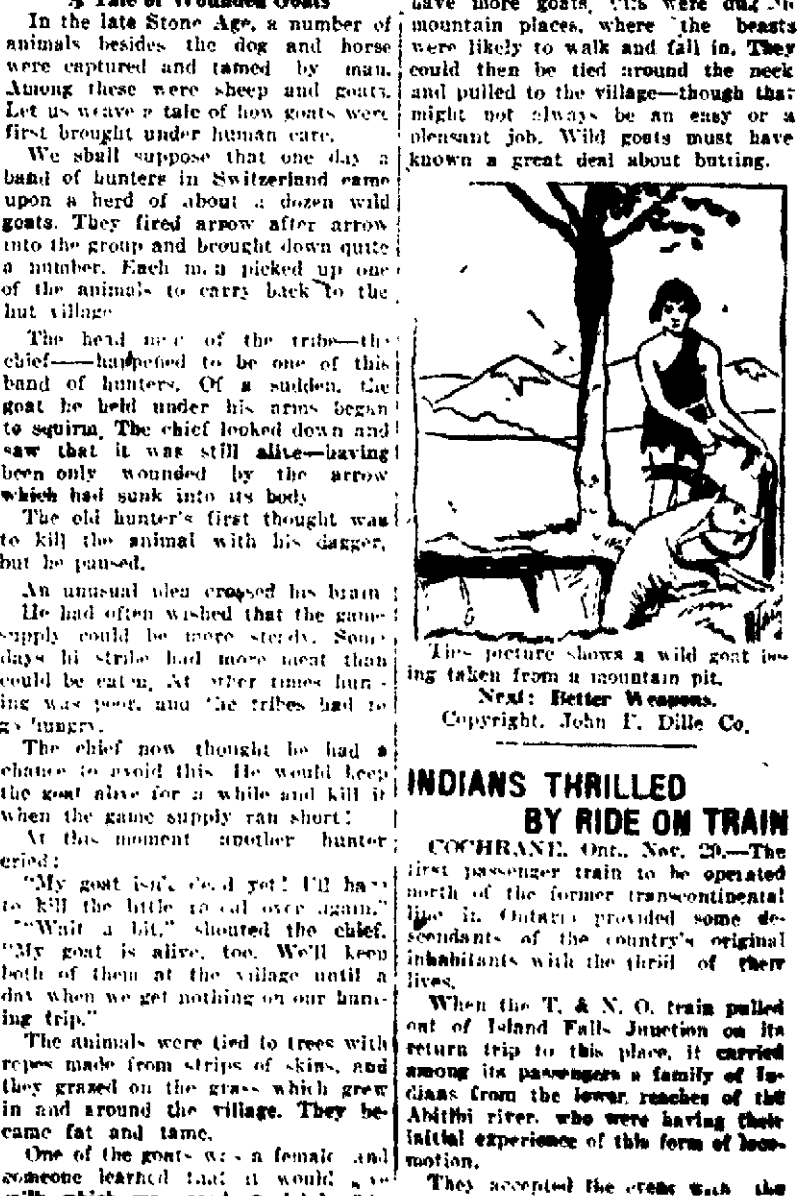 A Tale of Wounded Goats
In the late Stone Age, a number of
animals besides the dog and horse
were captured and tamed by man.
Among these were sheep and goats.
Let us weave a tale of how goats were
first brought under human care.
We shall suppose that one day a
band of hunters in Switzerland came
upon a herd of about a dozen wild
goats. They fired arrow after arrow
into the group and brought down quite
a number. Each man picked up one
of the animals to carry back to the
hut village
The head man of the tribe—the
chief——happened to be one of this
band of hunters. Of a sudden, the
goat he held under his arms began
to squirm. The chief looked down and
saw that it was still alive—having
been only wounded by the arrow
which had sunk into its body
The old hunter's first thought was
to kill the animal with his dagger,
but he paused.
An unusual idea crossed his brain
He had often wished that the game
supply could be more steady. Some
days his tribe had more meat than
could be eaten. At other times hun-
ing was poor, and the tribes had to
go hungry.
The chief now thought he had a
chance to avoid this. He would keep
the goat alive for a while and kill it
when the game supply ran short!
At this moment another hunter
cried:
"My goat isn't dead yet! I'll have
to kill the little rascal over again."
"Wait a bit," shouted the chief.
"My goat is alive, too. We'll keep
both of them at the village until a
day when we get nothing on our hunt-
ing trip."
The animals were tied to trees with
ropes made from strips of skins, and
they grazed on the grass which grew
in and around the village. They be-
came fat and tame.
One of the goats was a female and
someone learned that it would give
milk which
have more goats. Pits were dug in
mountain places, where the beasts
were likely to walk and fall in. They
could then be tied around the neck
and pulled to the village—though that
might not always be an easy or a
pleasant job. Wild goats must have
known a great deal about butting.
This picture shows a wild goat be-
ing taken from a mountain pit.
Next: Better Weapons.
Copyright, John F. Dille Co.
INDIANS THRILLED
BY RIDE ON TRAIN
COCHRANE, Ont., Nov. 20.—The
first passenger train to be operated
north of the former transcontinental
line in Ontario provided some de-
scendants of the country's original
inhabitants with the thrill of their
lives.
When the T. & N. O. train pulled
out of Island Falls Junction on its
return trip to this place, it carried
among its passengers a family of In-
dians from the lower reaches of the
Abitibi river, who were having their
initial experience of this form of loco-
motion.
They accepted the event with the